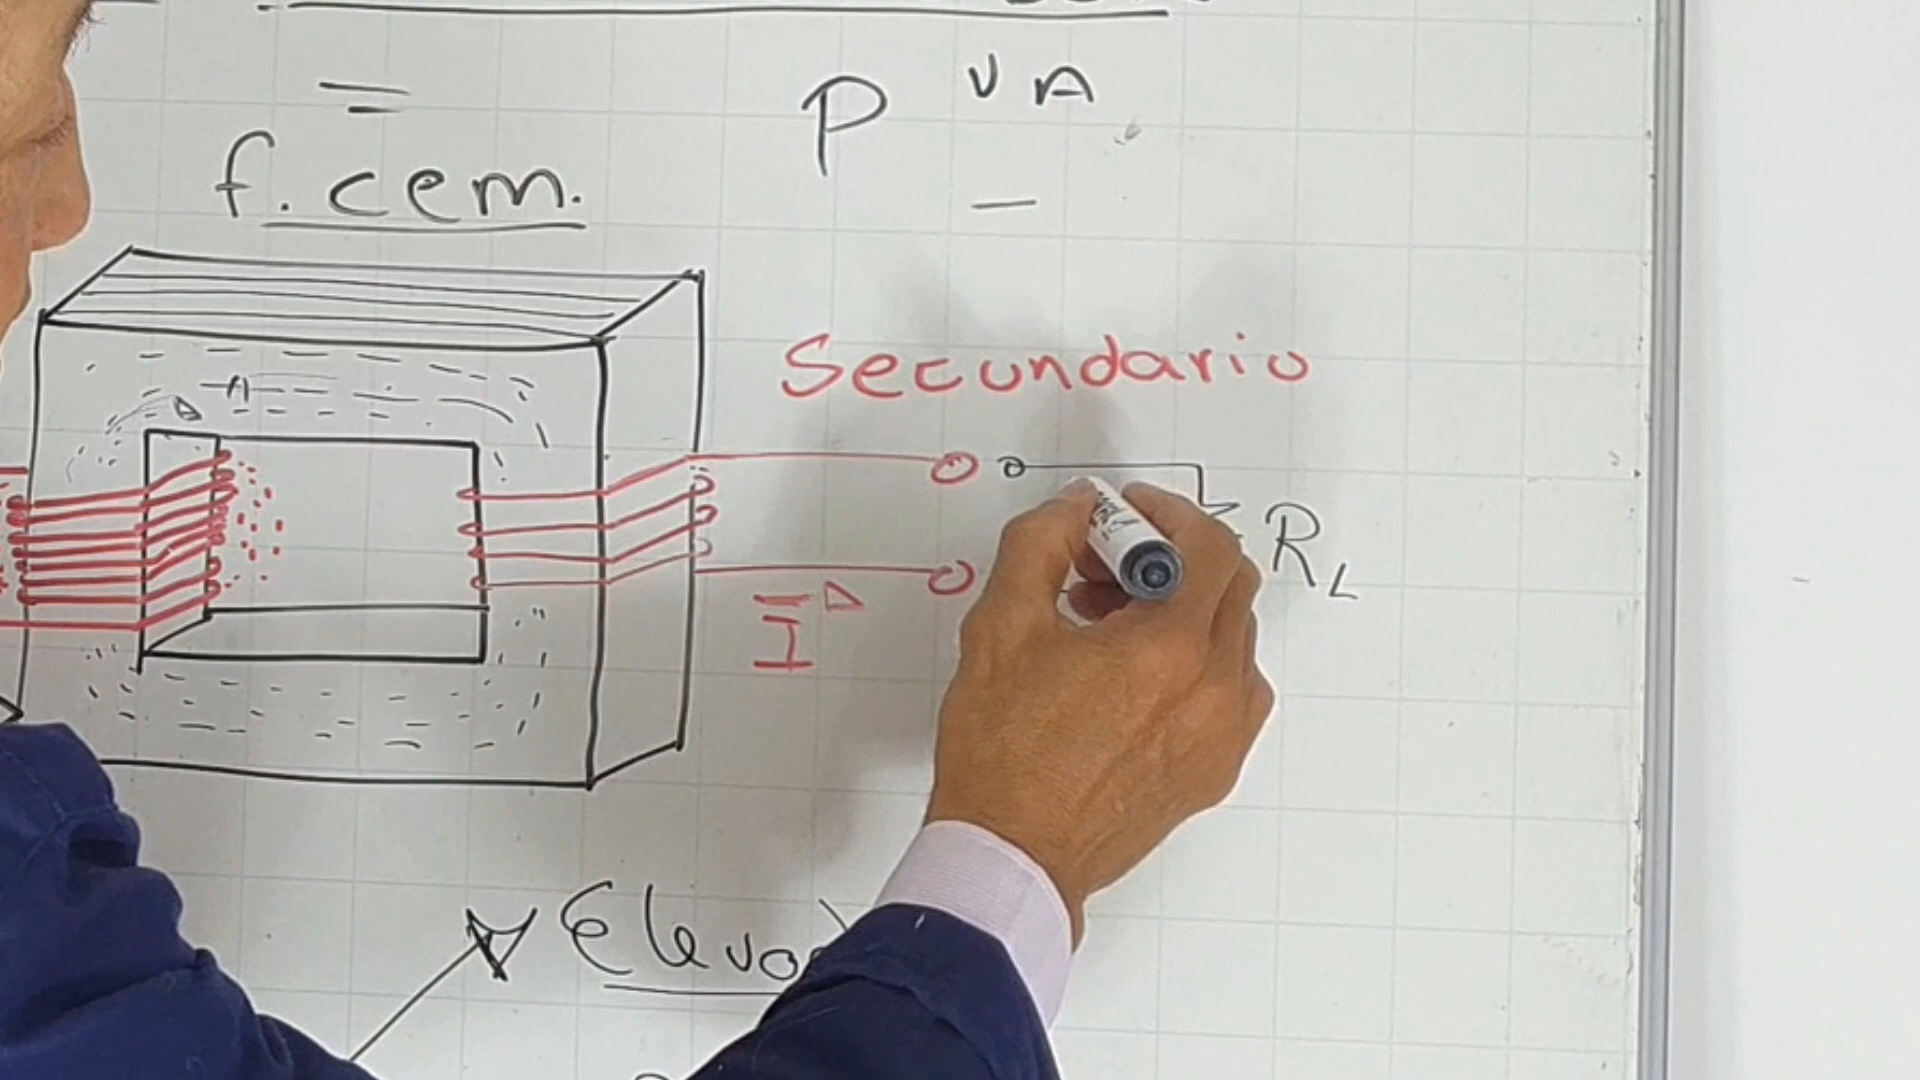 P VA
f. cem.
Secundario
RL
I